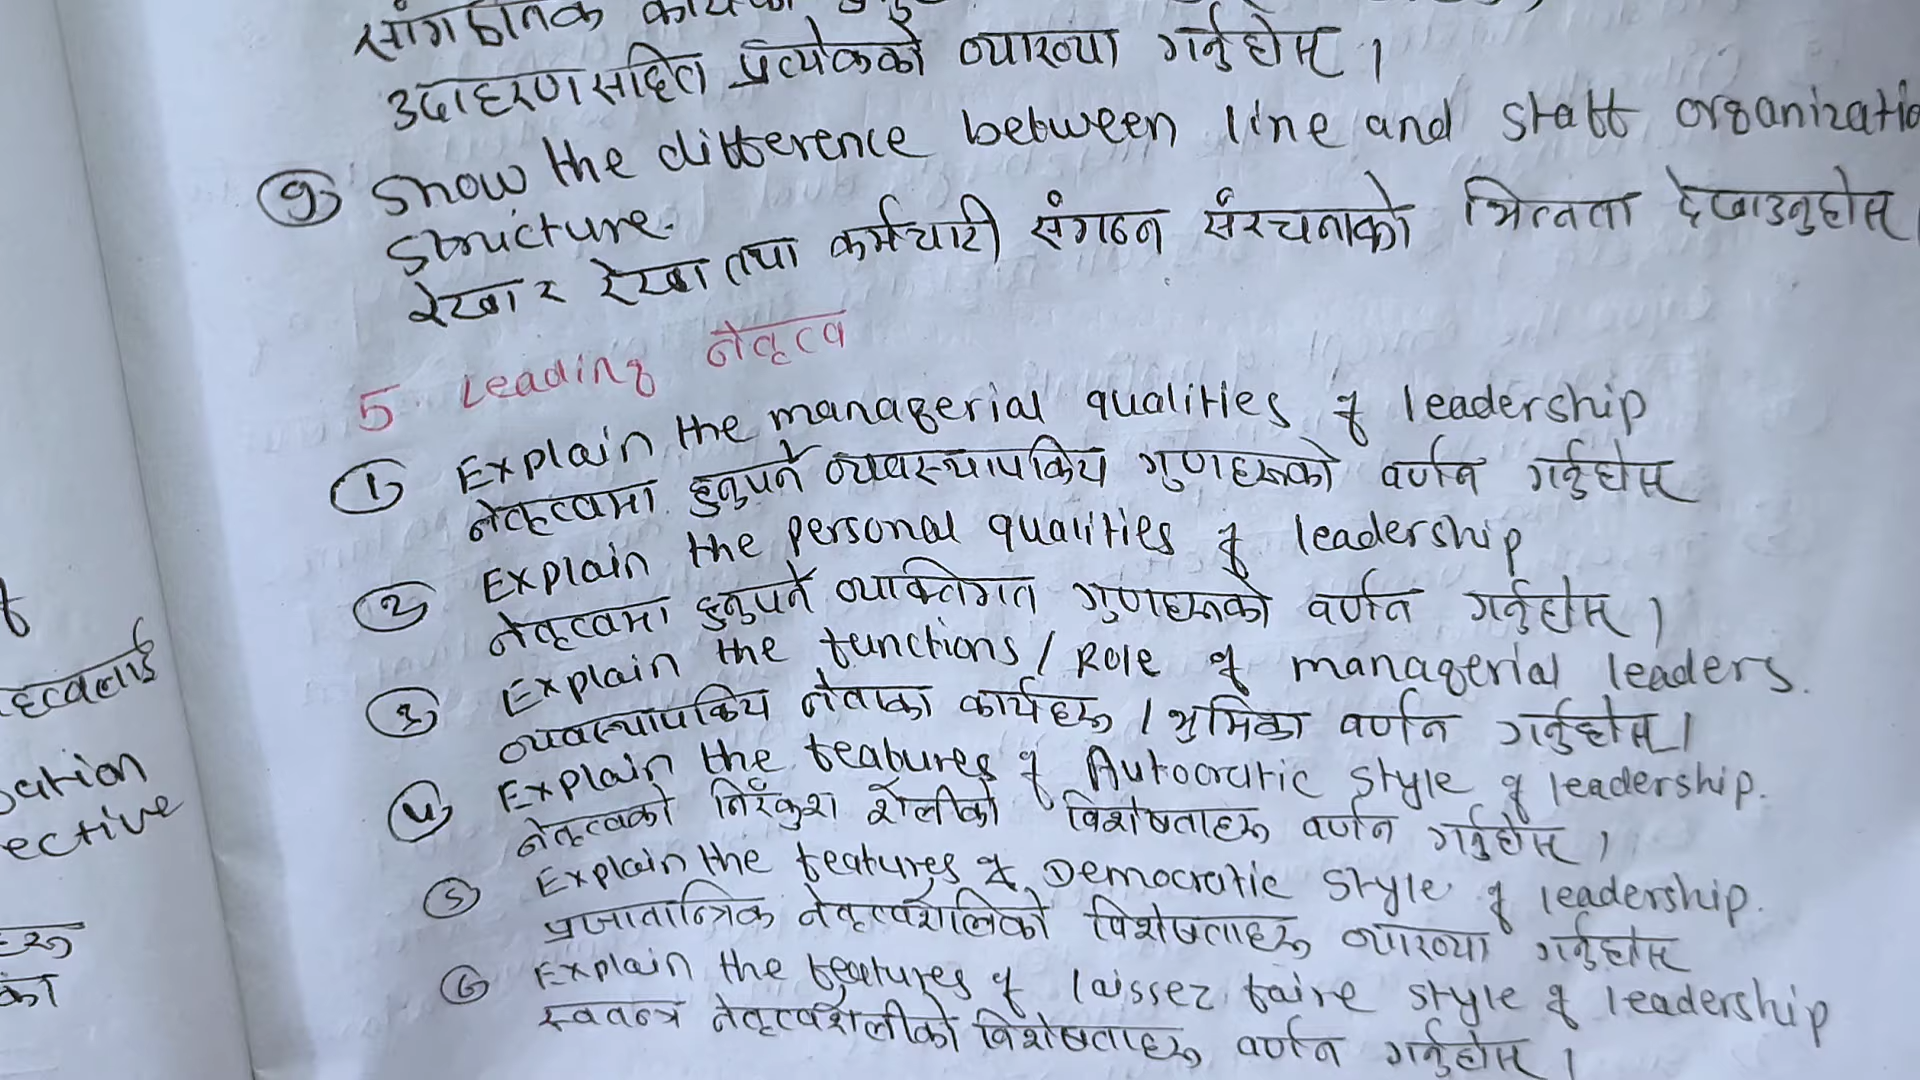 उदाहरणसहित प्रत्येकको व्याख्या गर्नुहोस् ।
9 Show the difference between line and staff organizatio
structure.
रेखा र रेखा तथा कर्मचारी संगठन संरचनाको भिन्नता देखाउनुहोस् ।
5. Leading नेतृत्व
1 Explain the managerial qualities of leadership
नेतृत्वमा हुनुपर्ने व्यवस्थापकिय गुणहरूको वर्णन गर्नुहोस्
2 Explain the personal qualities of leadership
नेतृत्वमा हुनुपर्ने व्याक्तिगत गुणहरूको वर्णन गर्नुहोस् ।
3 Explain the functions / Role of managerial leaders.
व्यवस्थापकिय नेताका कार्यहरू / भुमिका वर्णन गर्नुहोस् ।
4 Explain the features of Autocratic style of leadership.
नेतृत्वको निरँकुश शैलीको विशेषताहरू वर्णन गर्नुहोस् ।
5 Explain the features of Democratic style of leadership.
प्रजातान्त्रिक नेतृत्वशैलिको विशेषताहरू व्याख्या गर्नुहोस्
6 Explain the features of laissez faire style of leadership
स्वतन्त्र नेतृत्वशैलीको विशेषताहरू वर्णन गर्नुहोस् ।
ective